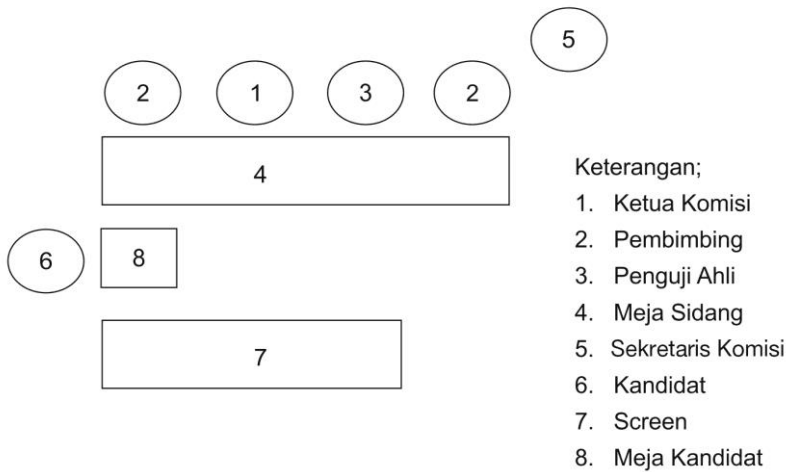 5
2 1 3 2
4
6 8
7
Keterangan;
1. Ketua Komisi
2. Pembimbing
3. Penguji Ahli
4. Meja Sidang
5. Sekretaris Komisi
6. Kandidat
7. Screen
8. Meja Kandidat